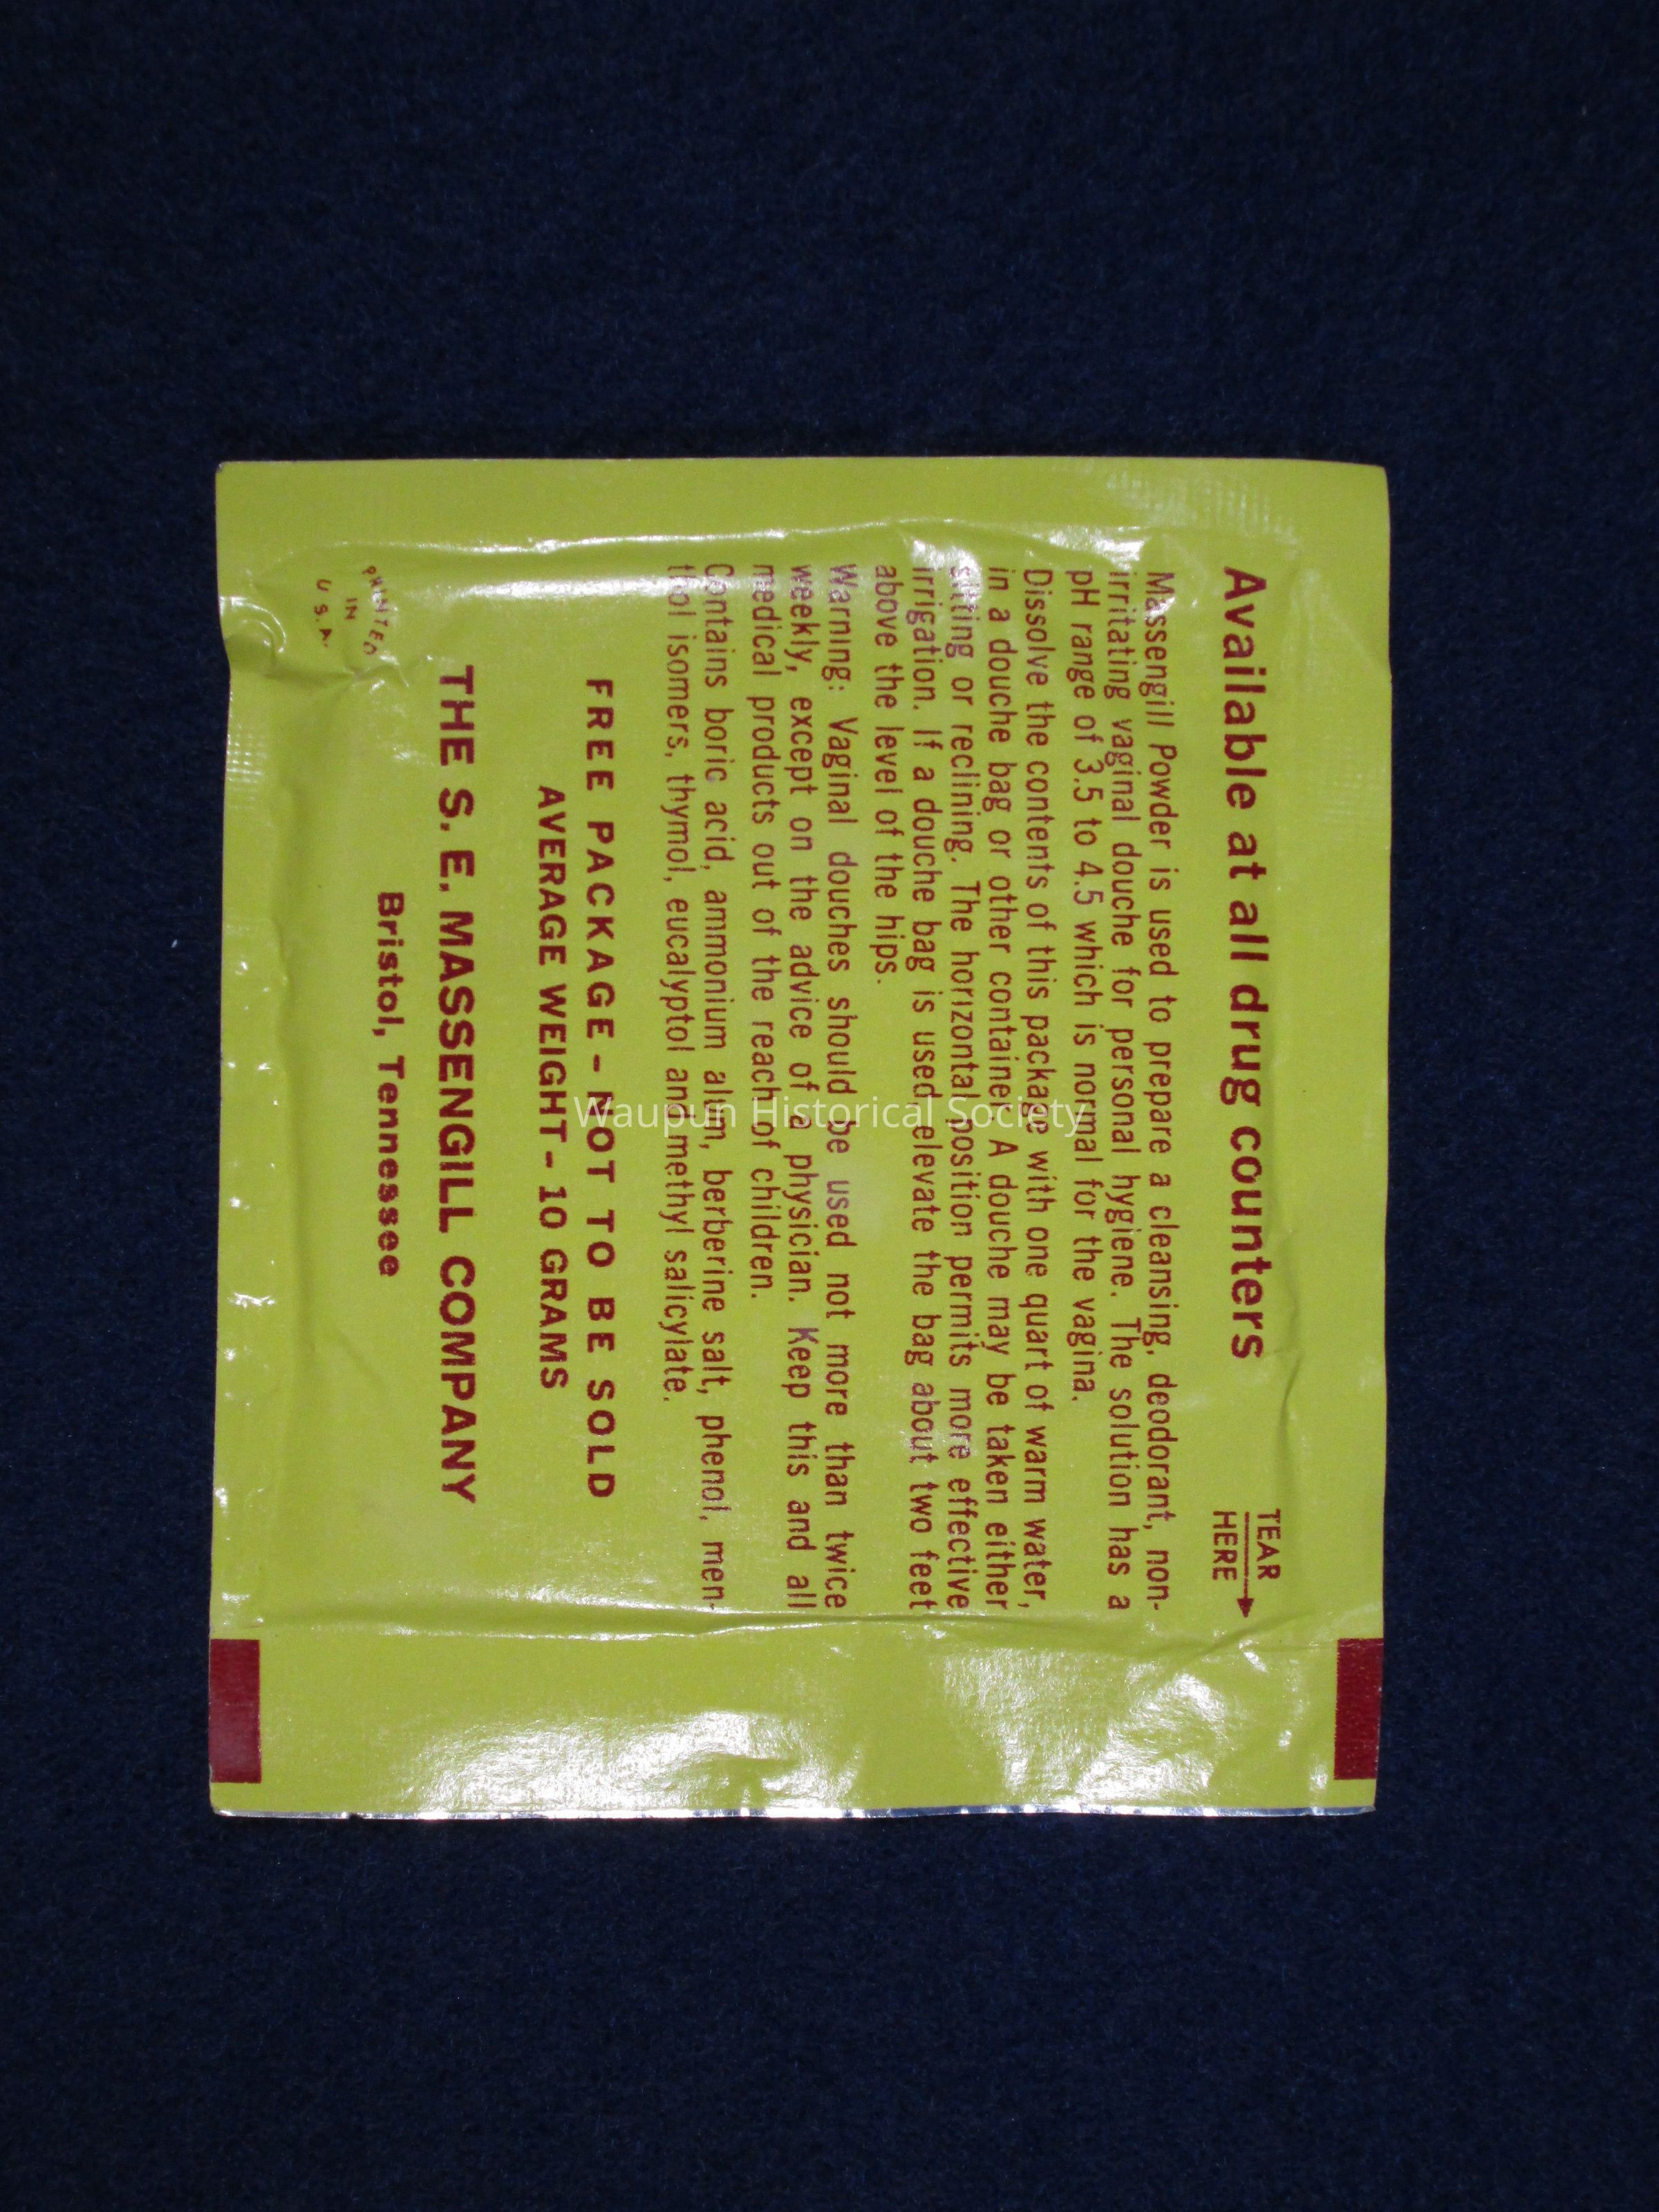 Available at all drug counters
TEAR
HERE
Massengill Powder is used to prepare a cleansing, deodorant, non-
irritating vaginal douche for personal hygiene. The solution has a
pH range of 3.5 to 4.5 which is normal for the vagina.
Dissolve the contents of this package with one quart of warm water,
in a douche bag or other container. A douche may be taken either
sitting or reclining. The horizontal position permits more effective
irrigation. If a douche bag is used, elevate the bag about two feet
above the level of the hips.
Warning: Vaginal douches should be used not more than twice
weekly, except on the advice of a physician. Keep this and all
medical products out of the reach of children.
Contains boric acid, ammonium alum, berberine salt, phenol, men-
thol isomers, thymol, eucalyptol and methyl salicylate.
FREE PACKAGE - NOT TO BE SOLD
AVERAGE WEIGHT - 10 GRAMS
THE S. E. MASSENGILL COMPANY
Bristol, Tennessee
PRINTED
IN
U.S.A.
Waupun Historical Society